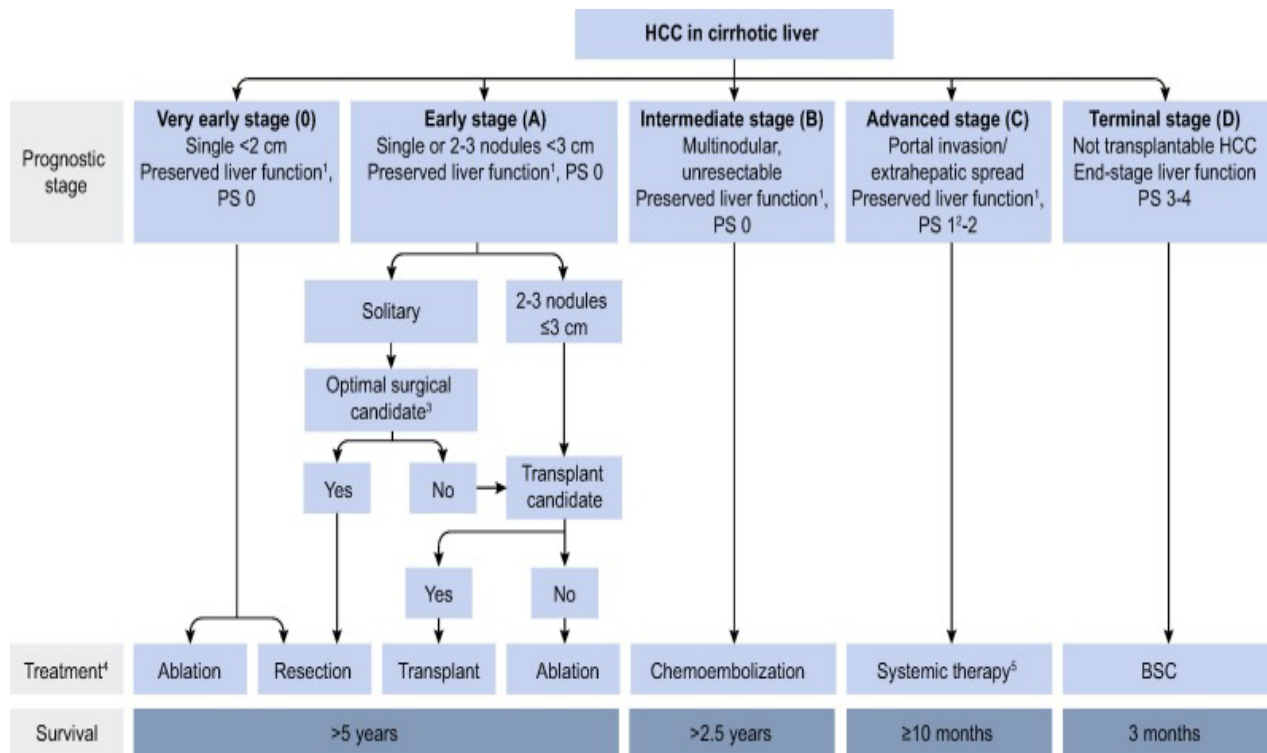 HCC in cirrhotic liver
Prognostic
stage
Very early stage (0)
Single <2 cm
Preserved liver function¹,
PS 0
Early stage (A)
Single or 2-3 nodules <3 cm
Preserved liver function¹, PS 0
Intermediate stage (B)
Multinodular,
unresectable
Preserved liver function¹,
PS 0
Advanced stage (C)
Portal invasion/
extrahepatic spread
Preserved liver function¹,
PS 1²-2
Terminal stage (D)
Not transplantable HCC
End-stage liver function
PS 3-4
Solitary
2-3 nodules
≤3 cm
Optimal surgical
candidate³
Yes
No
Transplant
candidate
Yes
No
Treatment⁴
Ablation
Resection
Transplant
Ablation
Chemoembolization
Systemic therapy⁵
BSC
Survival
>5 years
>2.5 years
≥10 months
3 months